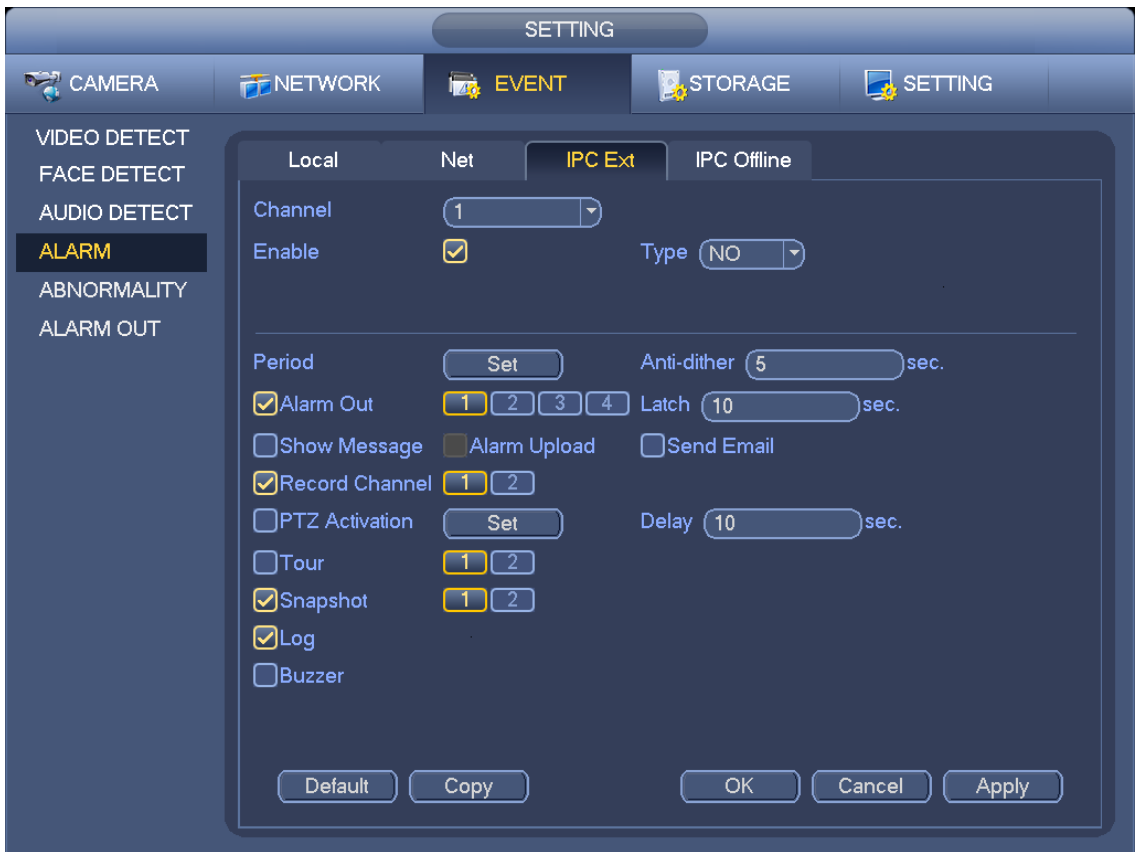 SETTING
CAMERA NETWORK EVENT STORAGE SETTING
VIDEO DETECT
FACE DETECT
AUDIO DETECT
ALARM
ABNORMALITY
ALARM OUT
Local Net IPC Ext IPC Offline
Channel 1
Enable Type NO
Period Set Anti-dither 5 sec.
Alarm Out 1 2 3 4 Latch 10 sec.
Show Message Alarm Upload Send Email
Record Channel 1 2
PTZ Activation Set Delay 10 sec.
Tour 1 2
Snapshot 1 2
Log
Buzzer
Default Copy OK Cancel Apply